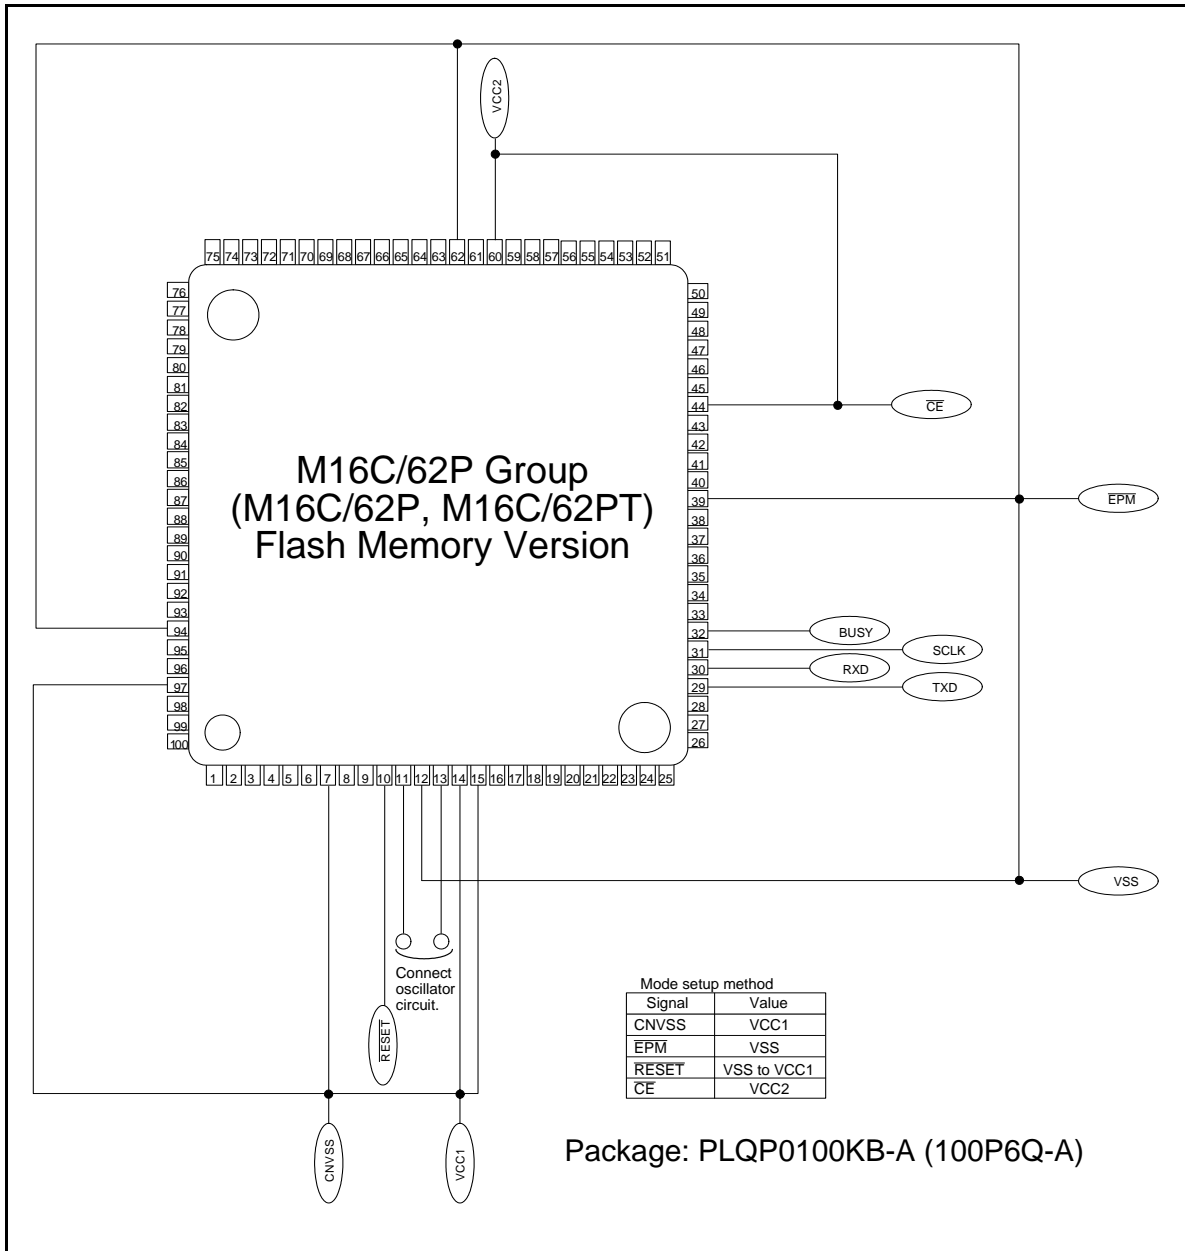 VCC2
75 74 73 72 71 70 69 68 67 66 65 64 63 62 61 60 59 58 57 56 55 54 53 52 51
76
77
78
79
80
81
82
83
84
85
86
87
88
89
90
91
92
93
94
95
96
97
98
99
100
M16C/62P Group
(M16C/62P, M16C/62PT)
Flash Memory Version
50
49
48
47
46
45
44
43
42
41
40
39
38
37
36
35
34
33
32
31
30
29
28
27
26
C̅E̅
E̅P̅M̅
BUSY
SCLK
RXD
TXD
1 2 3 4 5 6 7 8 9 10 11 12 13 14 15 16 17 18 19 20 21 22 23 24 25
VSS
Connect
oscillator
circuit.
R̅E̅S̅E̅T̅
CNVSS
VCC1
Mode setup method
Signal Value
CNVSS VCC1
E̅P̅M̅ VSS
R̅E̅S̅E̅T̅ VSS to VCC1
C̅E̅ VCC2
Package: PLQP0100KB-A (100P6Q-A)